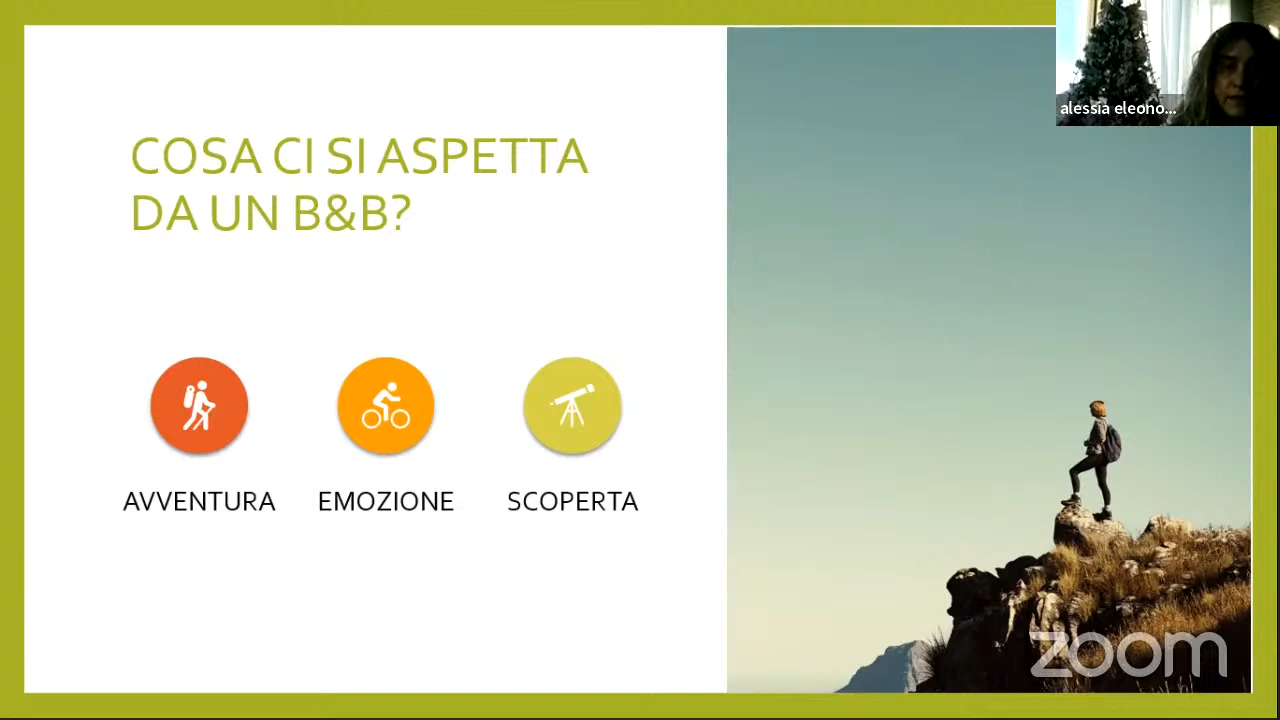 alessia eleono...
COSA CI SI ASPETTA
DA UN B&B?
AVVENTURA
EMOZIONE
SCOPERTA
zoom